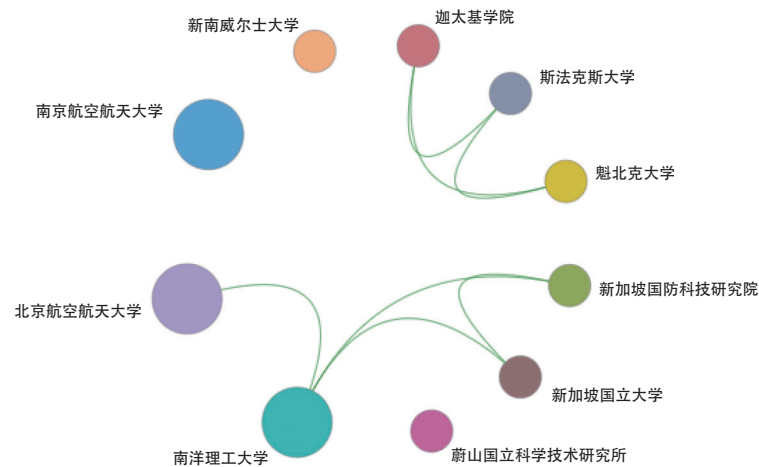 迦太基学院
新南威尔士大学
斯法克斯大学
南京航空航天大学
魁北克大学
新加坡国防科技研究院
北京航空航天大学
新加坡国立大学
南洋理工大学
蔚山国立科学技术研究所